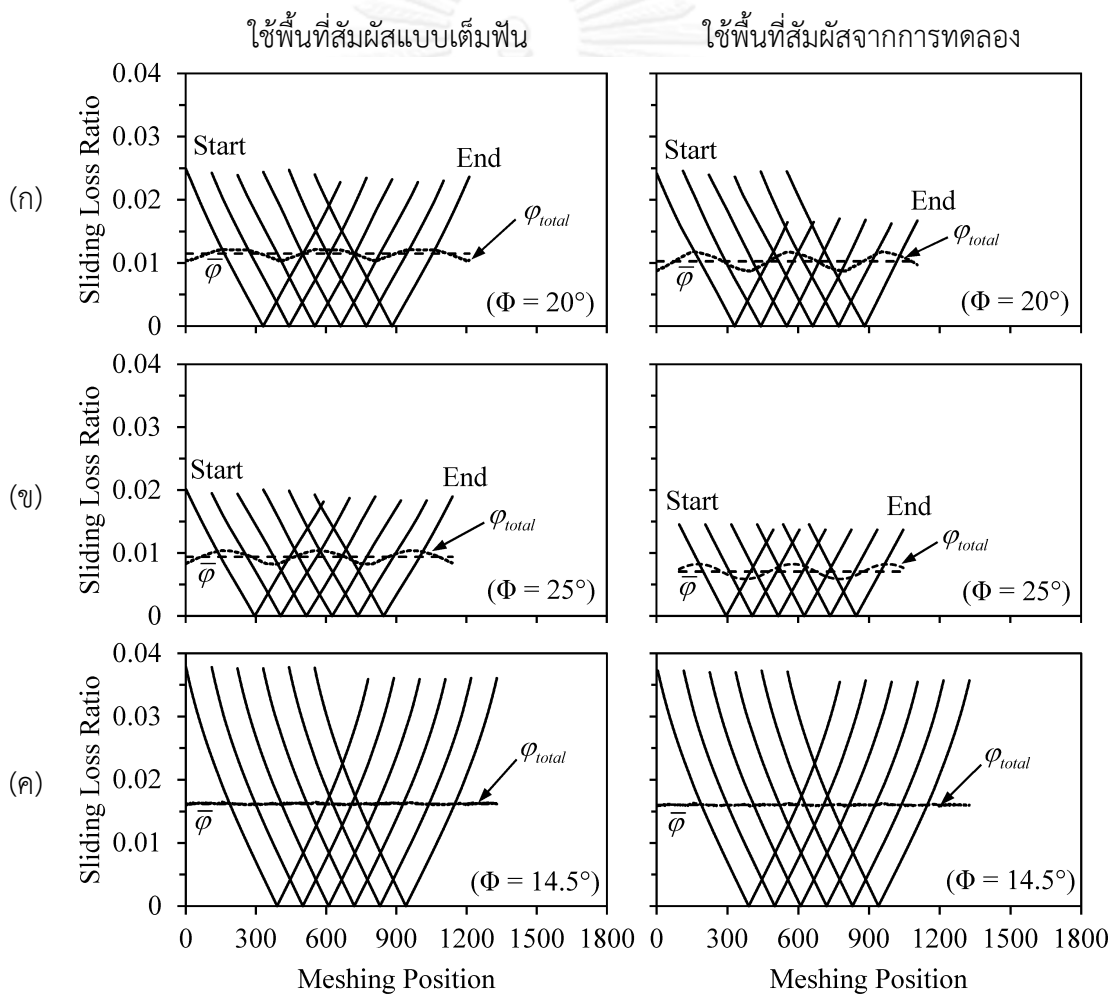 ใช้พื้นที่สัมผัสแบบเต็มฟัน
ใช้พื้นที่สัมผัสจากการทดลอง
(ก)
Sliding Loss Ratio
0.04
0.03
0.02
0.01
0
Start
End
φtotal
φ̅
(Φ = 20°)
Start
End
φtotal
φ̅
(Φ = 20°)
(ข)
Sliding Loss Ratio
0.04
0.03
0.02
0.01
0
Start
End
φtotal
φ̅
(Φ = 25°)
Start
End
φtotal
φ̅
(Φ = 25°)
(ค)
Sliding Loss Ratio
0.04
0.03
0.02
0.01
0
φtotal
φ̅
(Φ = 14.5°)
φtotal
φ̅
(Φ = 14.5°)
0 300 600 900 1200 1500 1800
0 300 600 900 1200 1500 1800
Meshing Position
Meshing Position